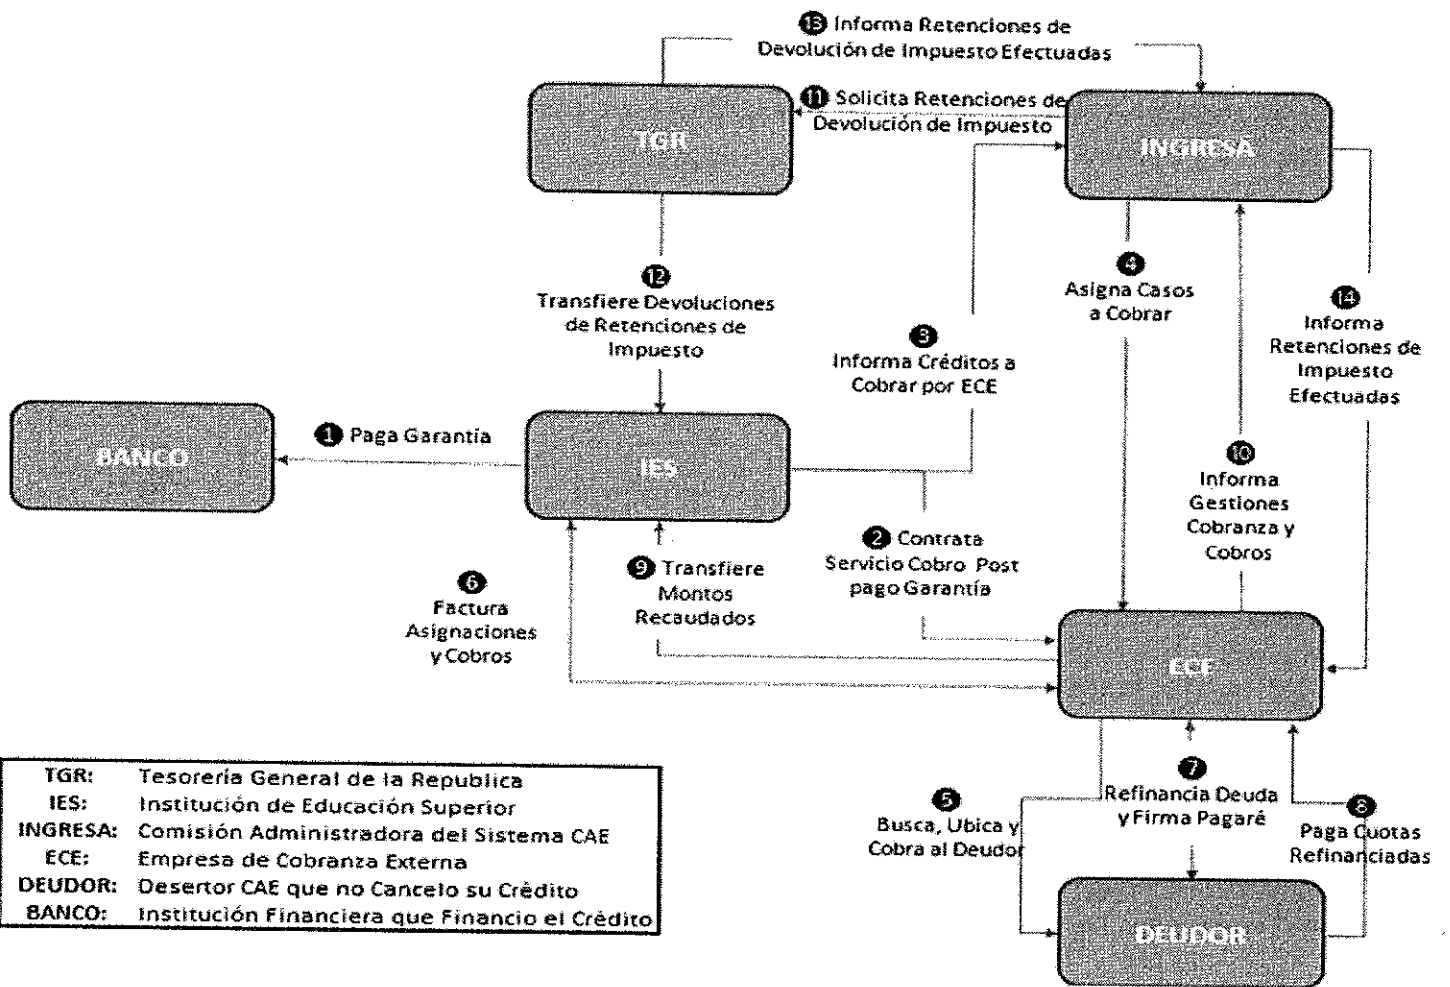 13 Informa Retenciones de
Devolución de Impuesto Efectuadas
11 Solicita Retenciones de
Devolución de Impuesto
TGR
INGRESA
12
Transfiere Devoluciones
de Retenciones de
Impuesto
4
Asigna Casos
a Cobrar
14
Informa
Retenciones de
Impuesto
Efectuadas
3
Informa Créditos a
Cobrar por ECE
BANCO
1 Paga Garantía
IES
10
Informa
Gestiones
Cobranza y
Cobros
2 Contrata
Servicio Cobro Post
pago Garantía
6
Factura
Asignaciones
y Cobros
9 Transfiere
Montos
Recaudados
ECE
5
Busca, Ubica y
Cobra al Deudor
7
Refinancia Deuda
y Firma Pagaré
8
Paga Cuotas
Refinanciadas
DEUDOR
TGR: Tesorería General de la Republica
IES: Institución de Educación Superior
INGRESA: Comisión Administradora del Sistema CAE
ECE: Empresa de Cobranza Externa
DEUDOR: Desertor CAE que no Cancelo su Crédito
BANCO: Institución Financiera que Financio el Crédito